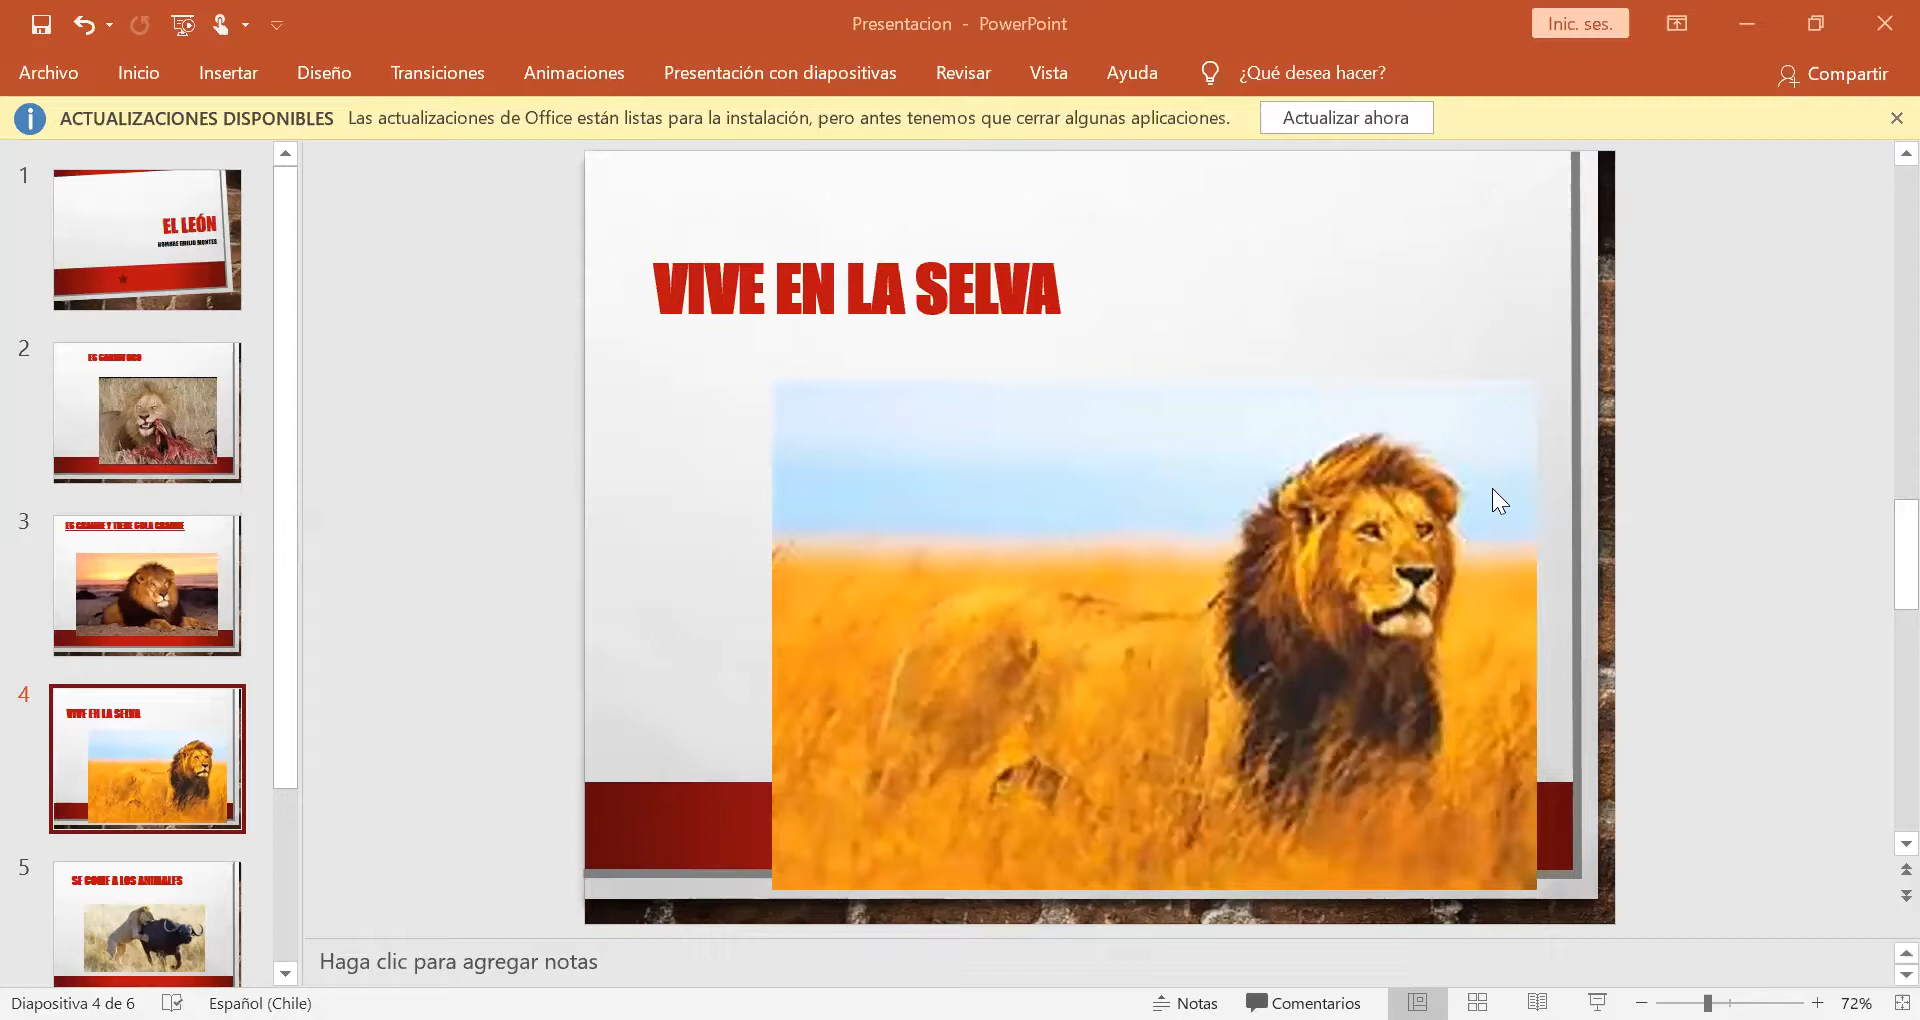 Presentacion - PowerPoint
Inic. ses.
Archivo
Inicio
Insertar
Diseño
Transiciones
Animaciones
Presentación con diapositivas
Revisar
Vista
Ayuda
¿Qué desea hacer?
Compartir
ACTUALIZACIONES DISPONIBLES Las actualizaciones de Office están listas para la instalación, pero antes tenemos que cerrar algunas aplicaciones.
Actualizar ahora
1
EL LEÓN
NOMBRE EMILIO MONTES
2
ES CARNIVORO
3
ES GRANDE Y TIENE COLA GRANDE
4
VIVE EN LA SELVA
5
SE COME A LOS ANIMALES
VIVE EN LA SELVA
Haga clic para agregar notas
Diapositiva 4 de 6
Español (Chile)
Notas
Comentarios
72%